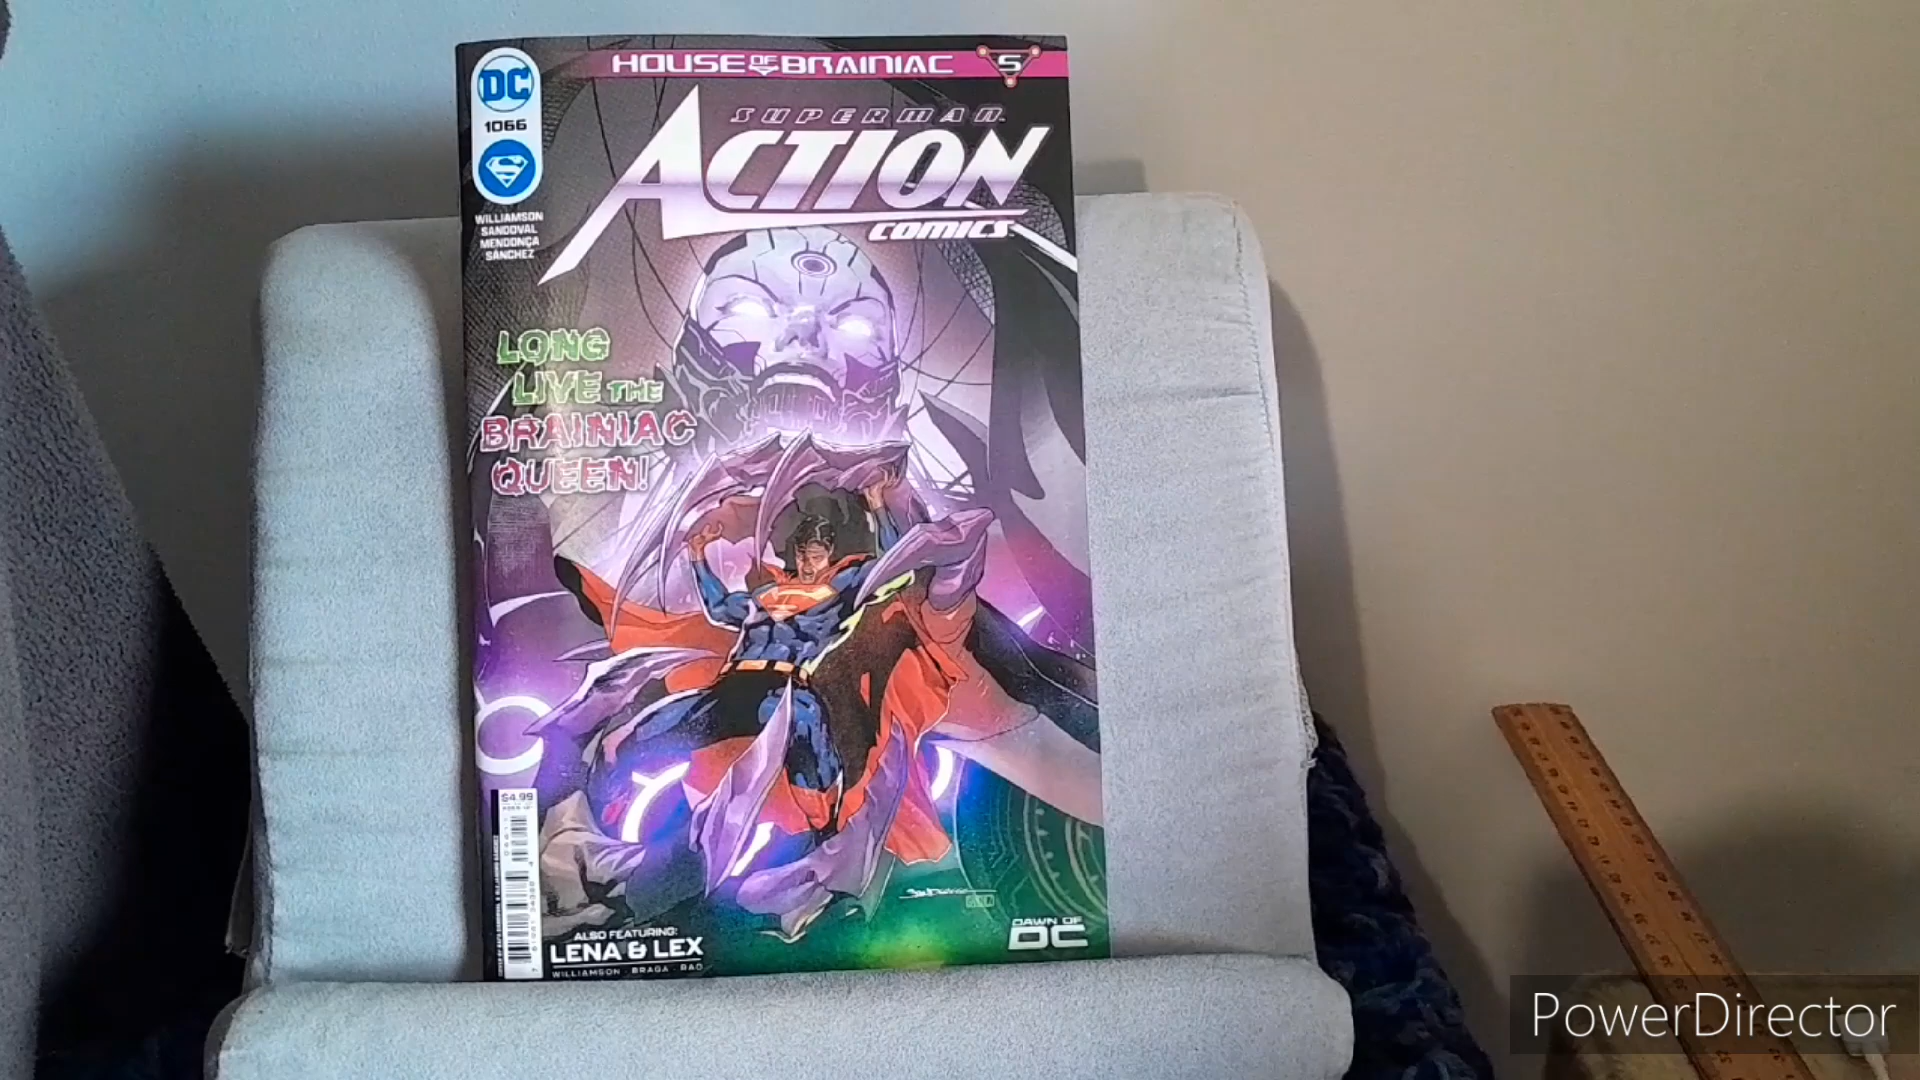 HOUSE OF BRAINIAC 5
DC
1066
S
WILLIAMSON
SANDOVAL
MENDONÇA
SÁNCHEZ
SUPERMAN
ACTION
COMICS
LONG
LIVE THE
BRAINIAC
QUEEN!
$4.99
ALSO FEATURING:
LENA & LEX
WILLIAMSON · BRAGA · RAO
DAWN OF
DC
PowerDirector